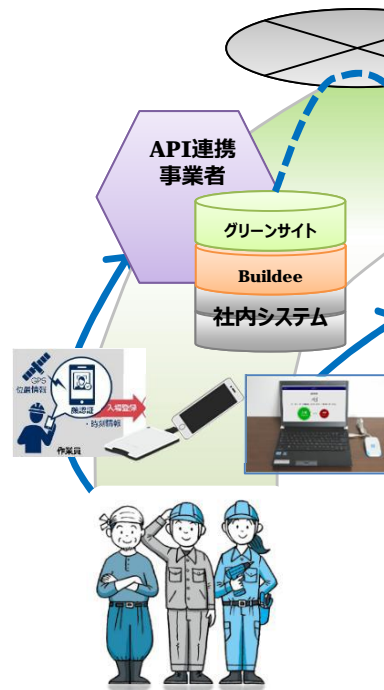 API連携
事業者
グリーンサイト
Buildee
社内システム
GPS
位置情報
顔認証
入場登録
・時刻情報
作業員